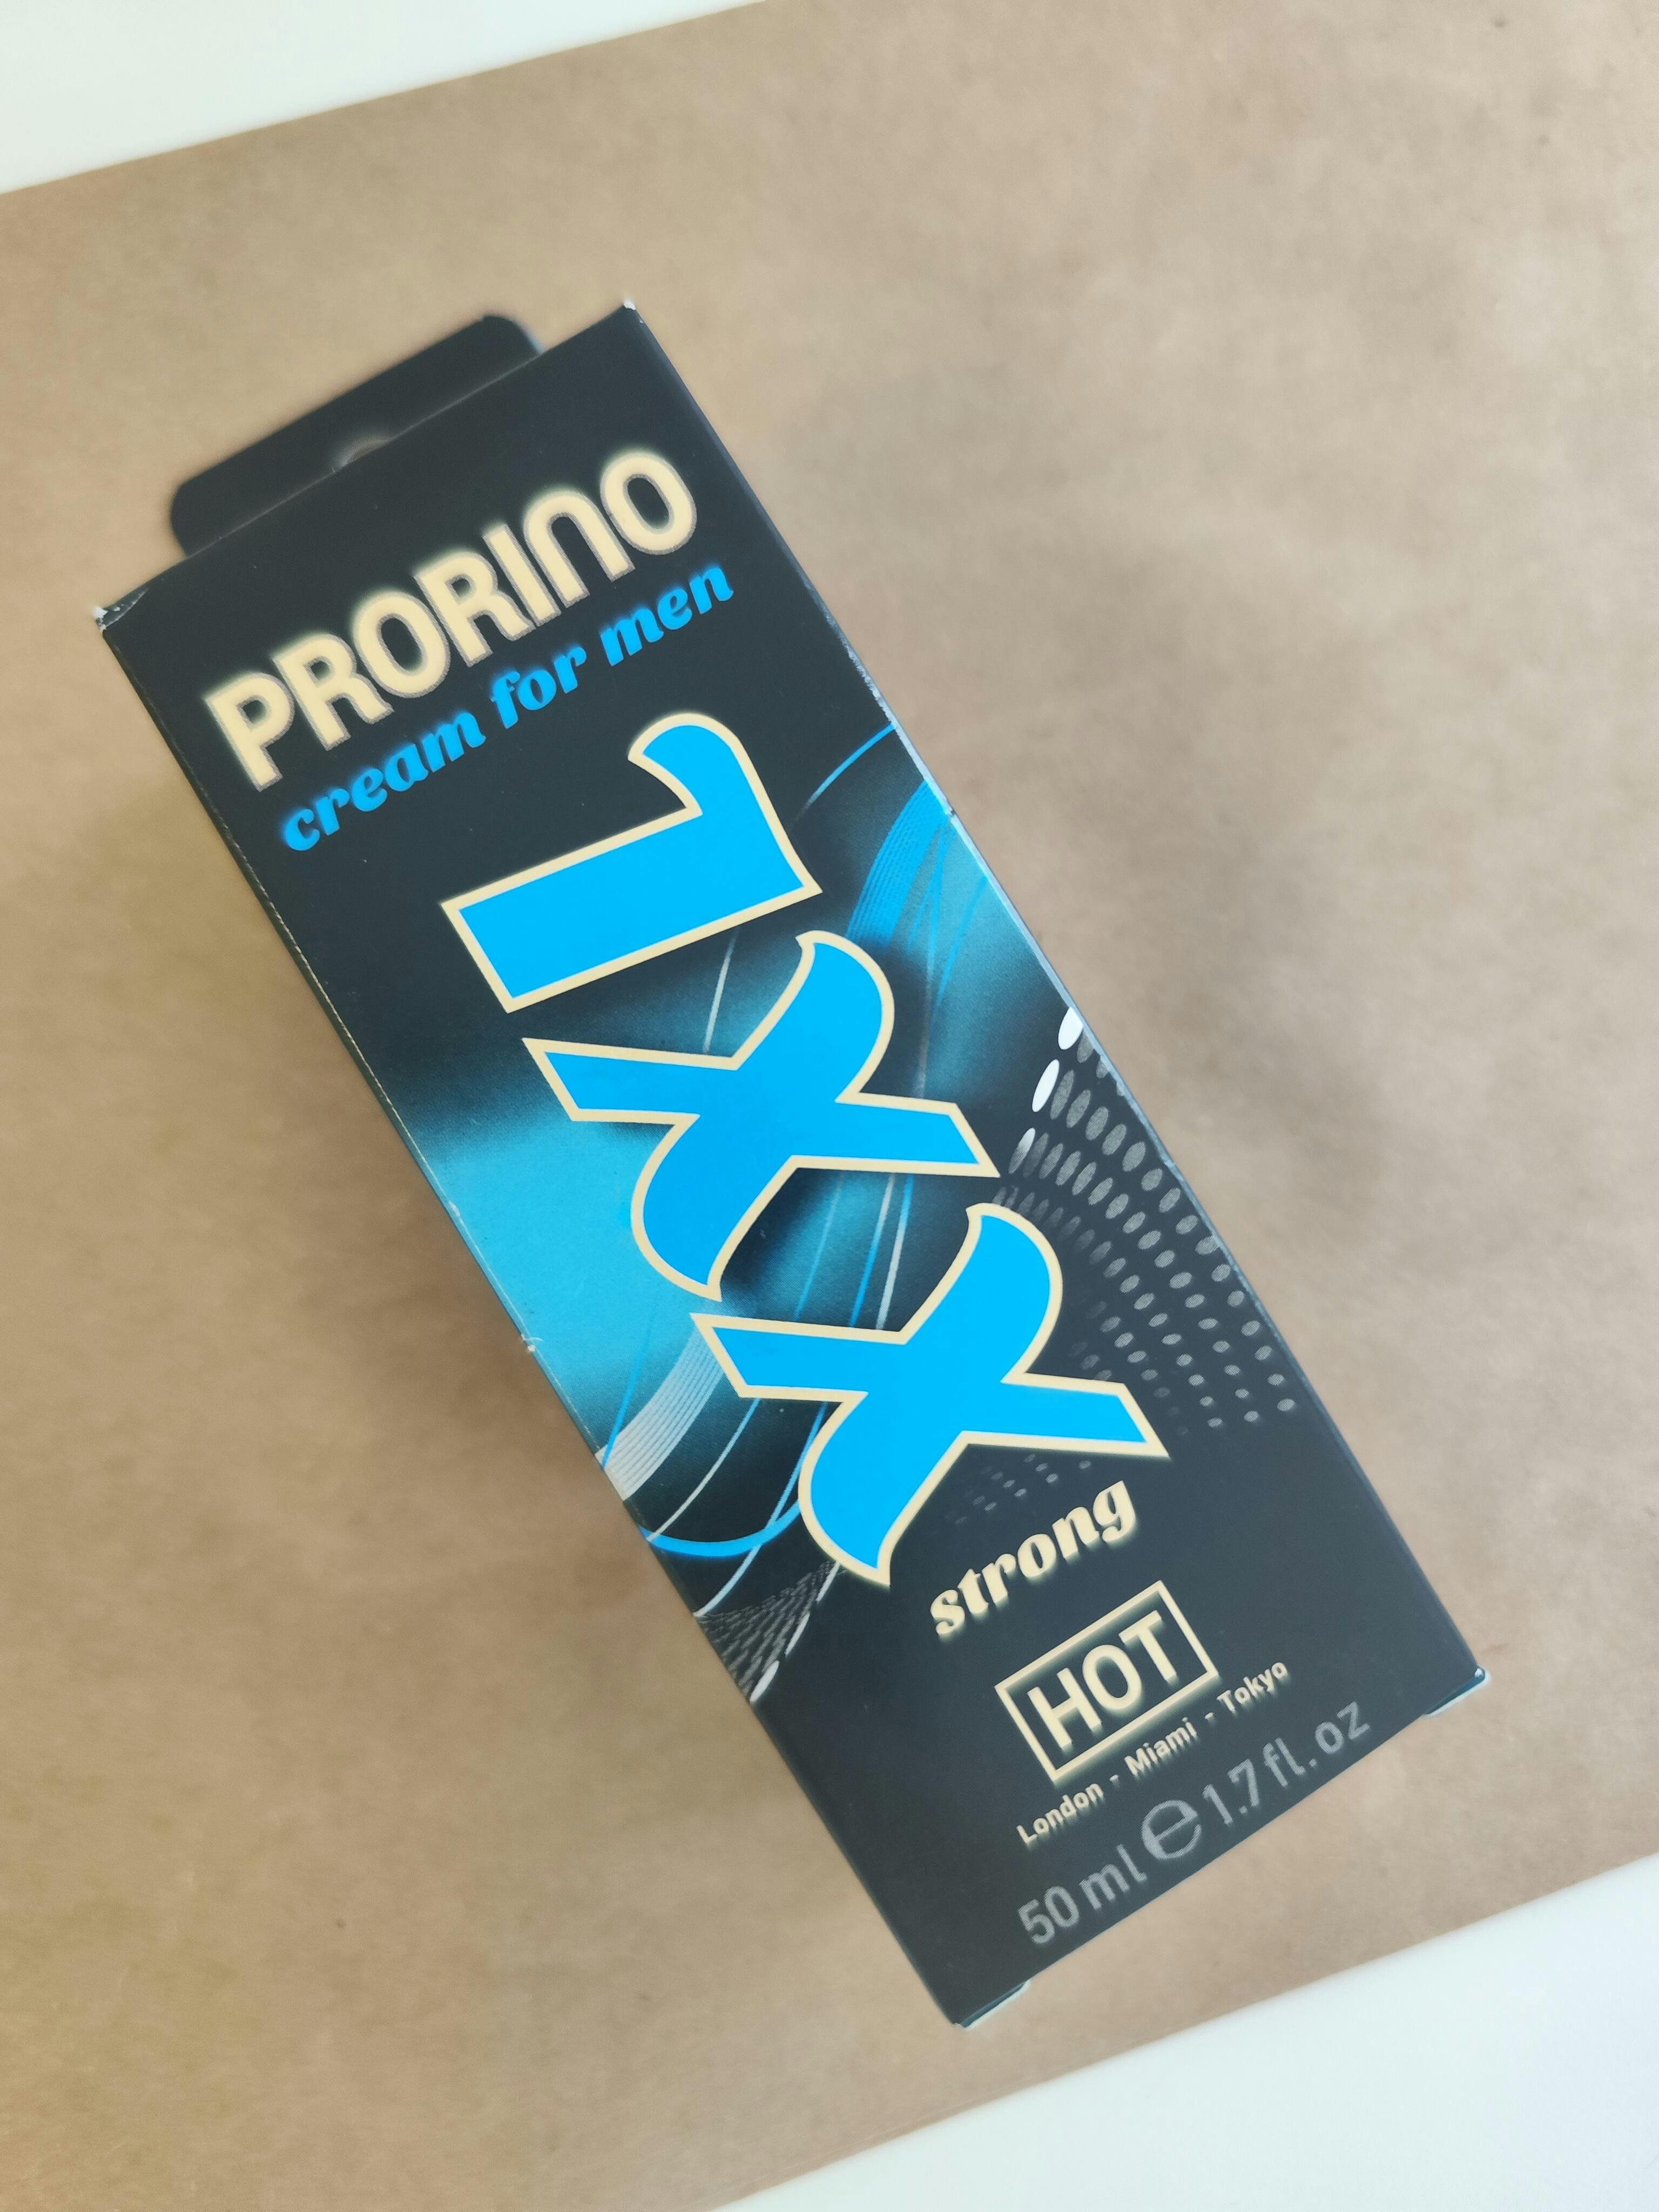 PRORINO
cream for men
xxl
strong
HOT
London - Miami - Tokyo
50 ml ℮ 1.7 fl. oz